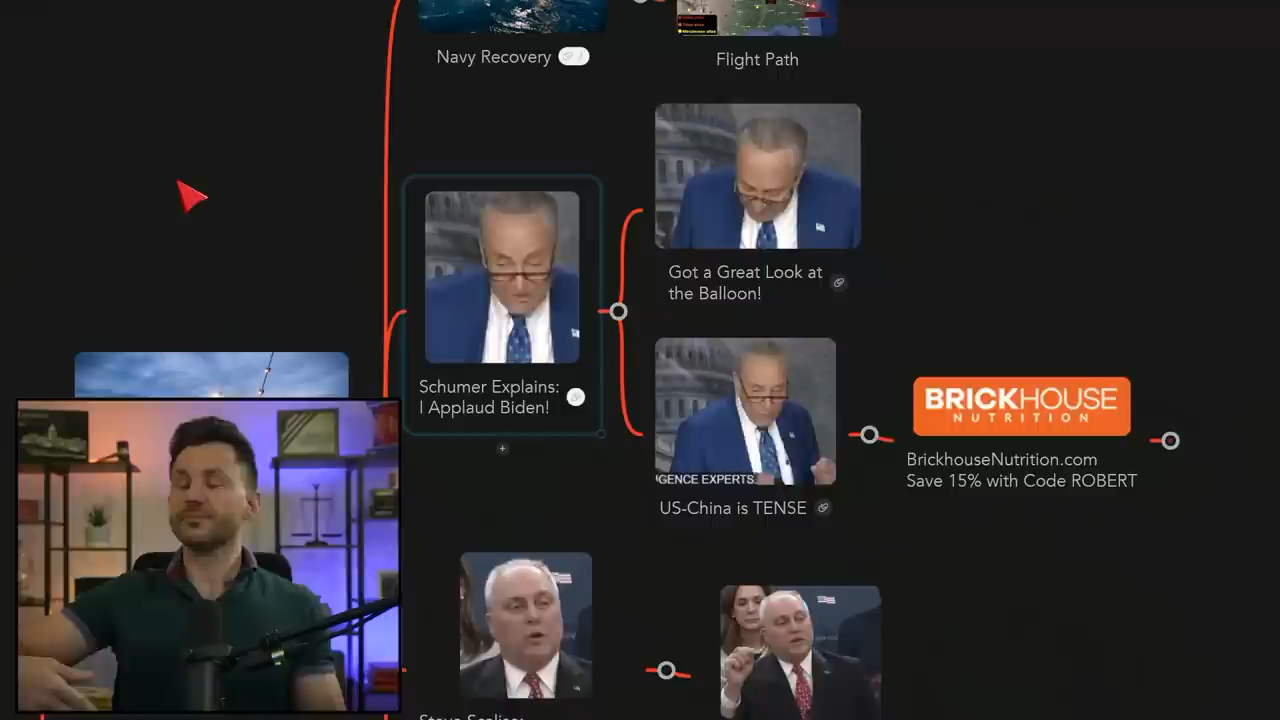 Navy Recovery
Flight Path
Got a Great Look at
the Balloon!
Schumer Explains:
I Applaud Biden!
IGENCE EXPERTS
US-China is TENSE
BRICKHOUSE
NUTRITION
BrickhouseNutrition.com
Save 15% with Code ROBERT